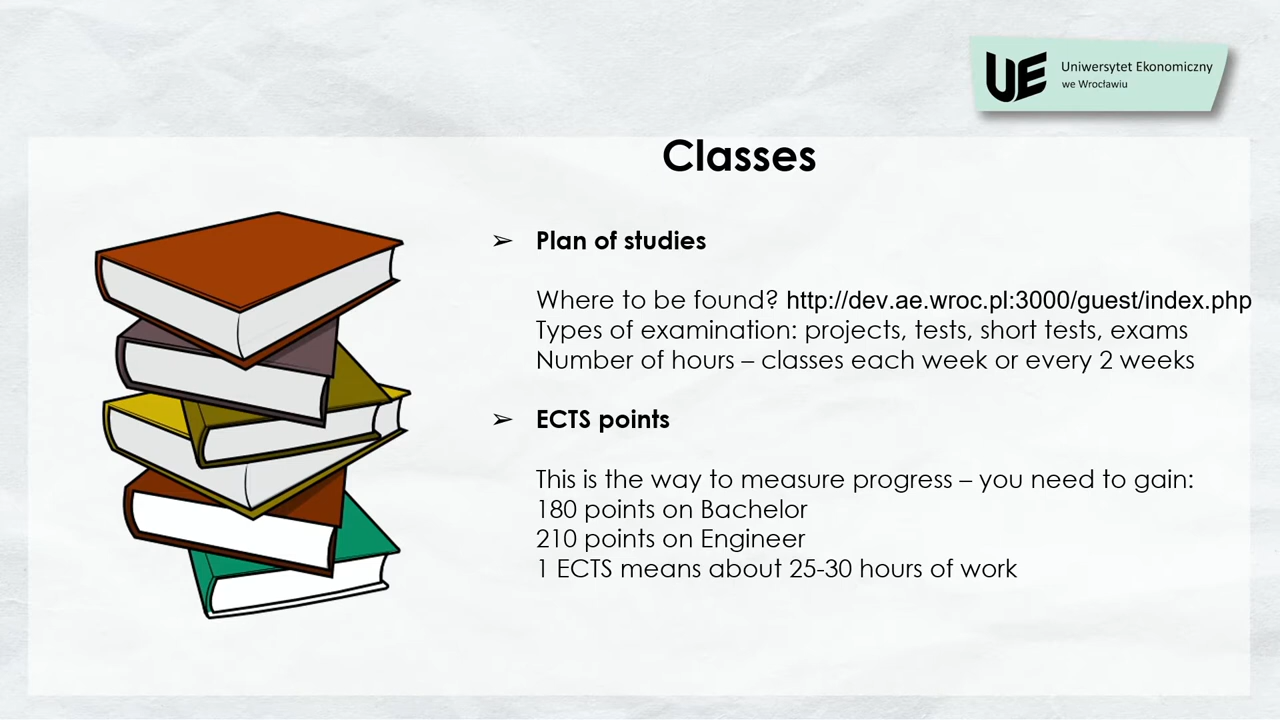 UE Uniwersytet Ekonomiczny
we Wrocławiu
Classes
➢ Plan of studies
Where to be found? http://dev.ae.wroc.pl:3000/guest/index.php
Types of examination: projects, tests, short tests, exams
Number of hours – classes each week or every 2 weeks
➢ ECTS points
This is the way to measure progress – you need to gain:
180 points on Bachelor
210 points on Engineer
1 ECTS means about 25-30 hours of work